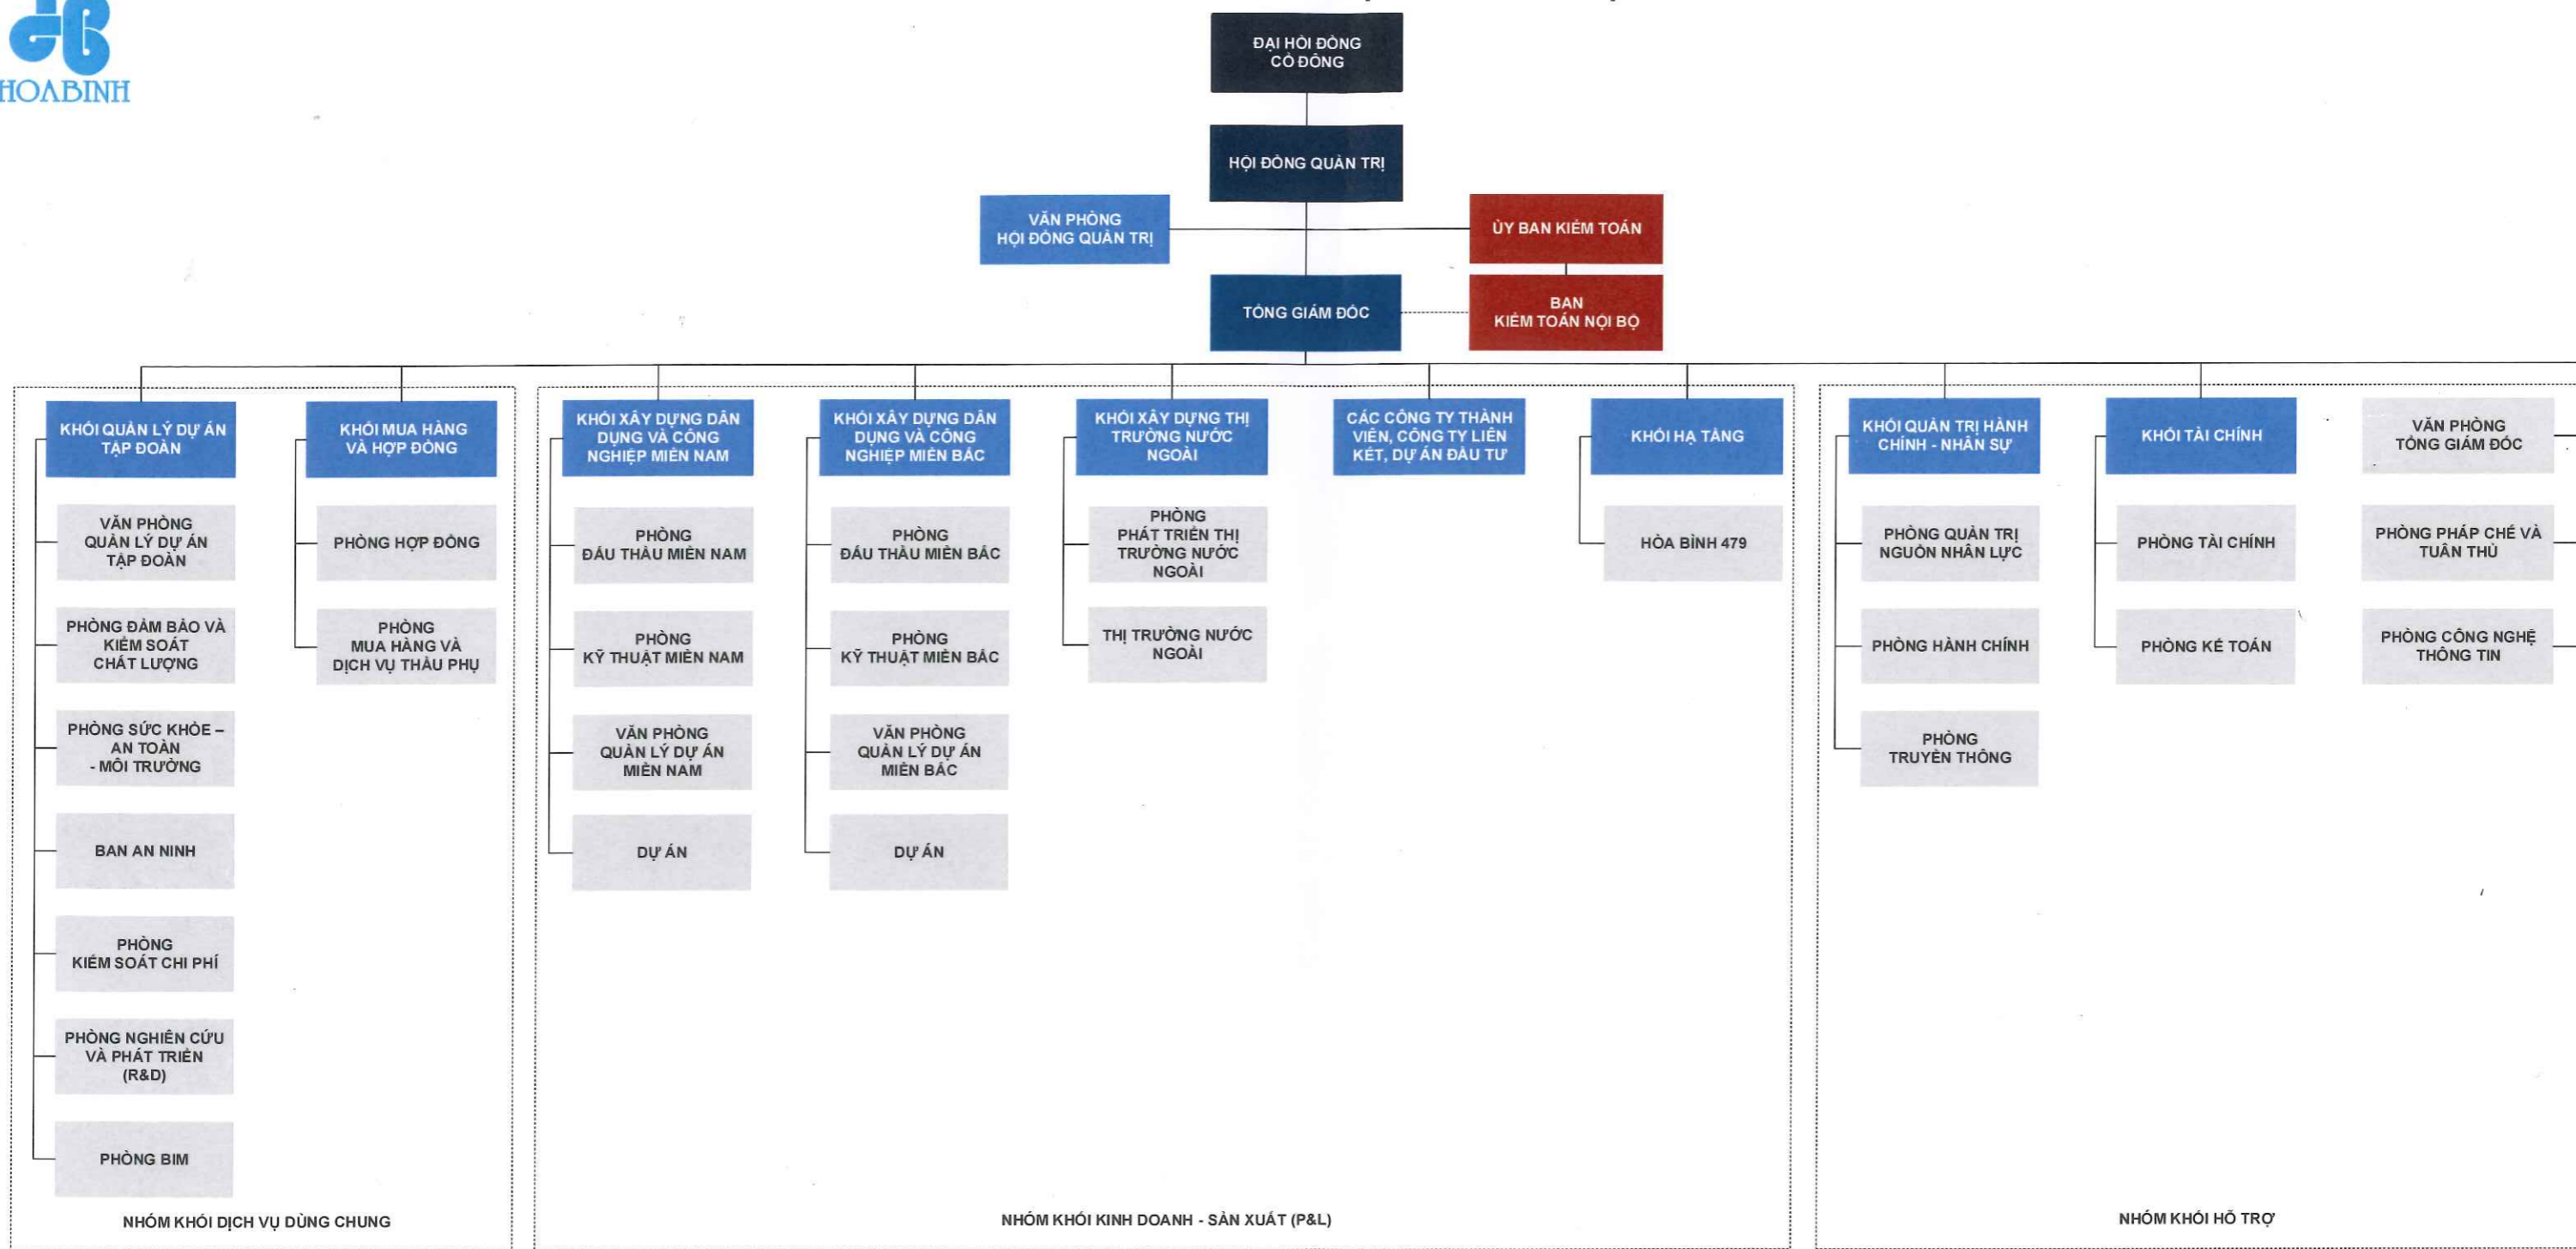 HOABINH
ĐẠI HỘI ĐỒNG
CỔ ĐÔNG
HỘI ĐỒNG QUẢN TRỊ
VĂN PHÒNG
HỘI ĐỒNG QUẢN TRỊ
ỦY BAN KIỂM TOÁN
TỔNG GIÁM ĐỐC
BAN
KIỂM TOÁN NỘI BỘ
KHỐI QUẢN LÝ DỰ ÁN
TẬP ĐOÀN
VĂN PHÒNG
QUẢN LÝ DỰ ÁN
TẬP ĐOÀN
PHÒNG ĐẢM BẢO VÀ
KIỂM SOÁT
CHẤT LƯỢNG
PHÒNG SỨC KHỎE –
AN TOÀN
- MÔI TRƯỜNG
BAN AN NINH
PHÒNG
KIỂM SOÁT CHI PHÍ
PHÒNG NGHIÊN CỨU
VÀ PHÁT TRIỂN
(R&D)
PHÒNG BIM
KHỐI MUA HÀNG
VÀ HỢP ĐỒNG
PHÒNG HỢP ĐỒNG
PHÒNG
MUA HÀNG VÀ
DỊCH VỤ THẦU PHỤ
NHÓM KHỐI DỊCH VỤ DÙNG CHUNG
KHỐI XÂY DỰNG DÂN
DỤNG VÀ CÔNG
NGHIỆP MIỀN NAM
PHÒNG
ĐẤU THẦU MIỀN NAM
PHÒNG
KỸ THUẬT MIỀN NAM
VĂN PHÒNG
QUẢN LÝ DỰ ÁN
MIỀN NAM
DỰ ÁN
KHỐI XÂY DỰNG DÂN
DỤNG VÀ CÔNG
NGHIỆP MIỀN BẮC
PHÒNG
ĐẤU THẦU MIỀN BẮC
PHÒNG
KỸ THUẬT MIỀN BẮC
VĂN PHÒNG
QUẢN LÝ DỰ ÁN
MIỀN BẮC
DỰ ÁN
KHỐI XÂY DỰNG THỊ
TRƯỜNG NƯỚC
NGOÀI
PHÒNG
PHÁT TRIỂN THỊ
TRƯỜNG NƯỚC
NGOÀI
THỊ TRƯỜNG NƯỚC
NGOÀI
CÁC CÔNG TY THÀNH
VIÊN, CÔNG TY LIÊN
KẾT, DỰ ÁN ĐẦU TƯ
KHỐI HẠ TẦNG
HÒA BÌNH 479
NHÓM KHỐI KINH DOANH - SẢN XUẤT (P&L)
KHỐI QUẢN TRỊ HÀNH
CHÍNH - NHÂN SỰ
PHÒNG QUẢN TRỊ
NGUỒN NHÂN LỰC
PHÒNG HÀNH CHÍNH
PHÒNG
TRUYỀN THÔNG
KHỐI TÀI CHÍNH
PHÒNG TÀI CHÍNH
PHÒNG KẾ TOÁN
VĂN PHÒNG
TỔNG GIÁM ĐỐC
PHÒNG PHÁP CHẾ VÀ
TUÂN THỦ
PHÒNG CÔNG NGHỆ
THÔNG TIN
NHÓM KHỐI HỖ TRỢ